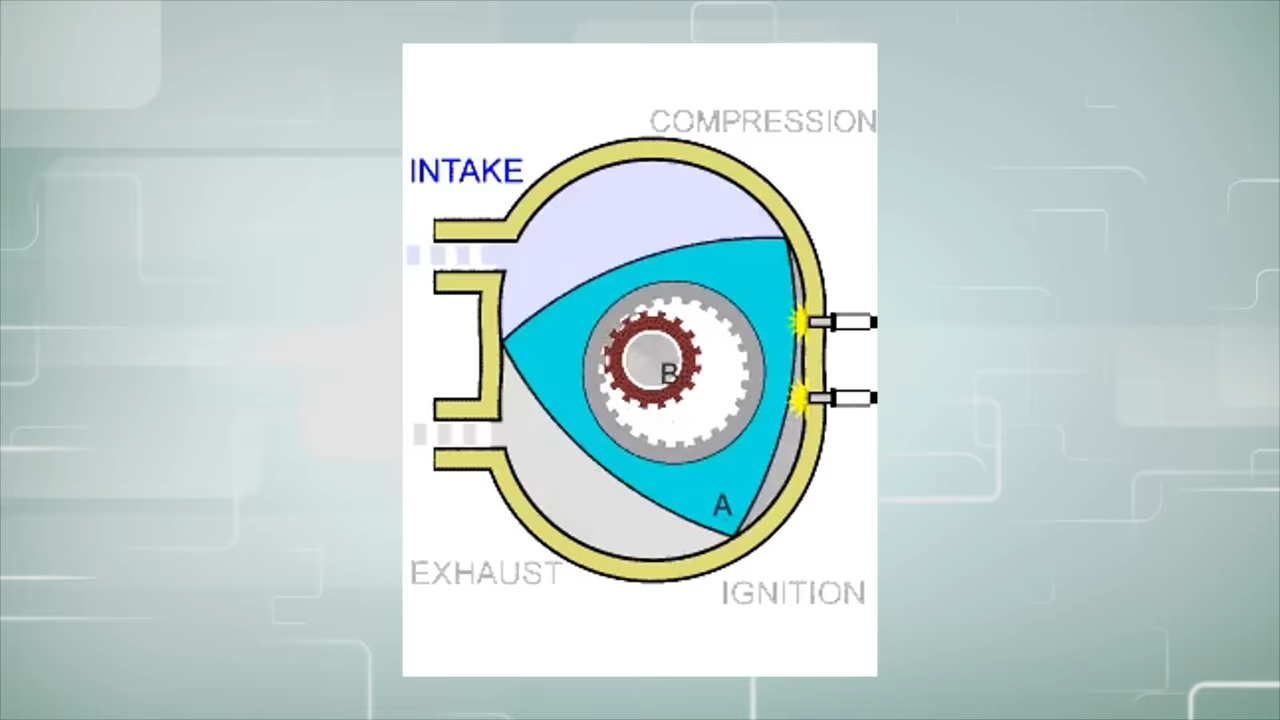 COMPRESSION
INTAKE
B
A
EXHAUST
IGNITION